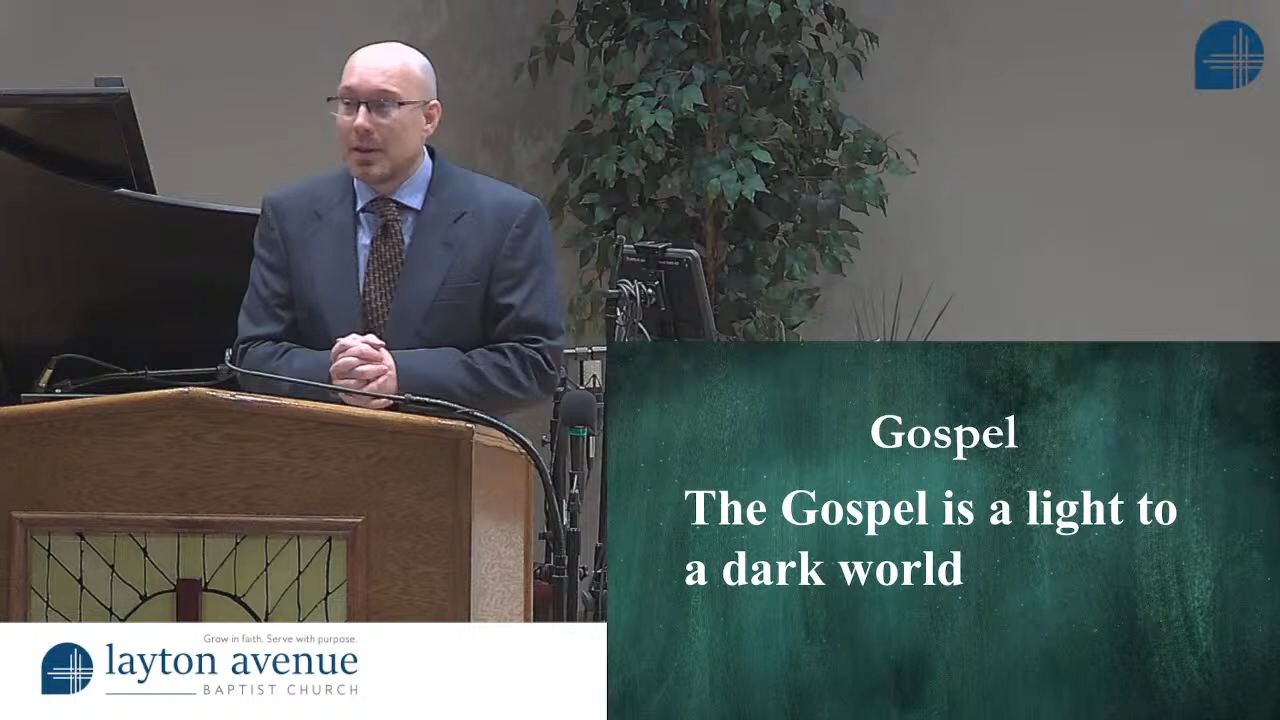 Gospel
The Gospel is a light to
a dark world
Grow in faith. Serve with purpose.
layton avenue
BAPTIST CHURCH